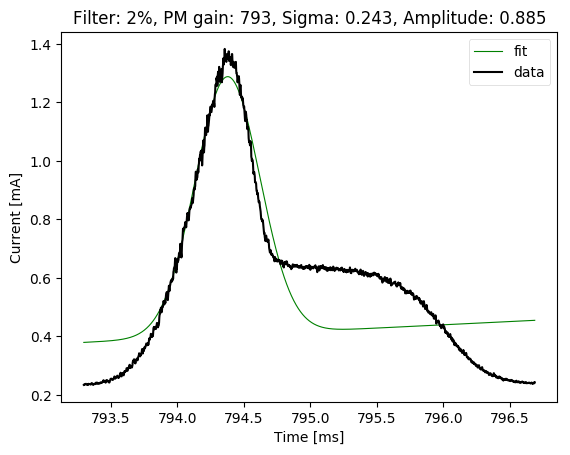 Filter: 2%, PM gain: 793, Sigma: 0.243, Amplitude: 0.885
fit
data
Current [mA]
1.4
1.2
1.0
0.8
0.6
0.4
0.2
793.5 794.0 794.5 795.0 795.5 796.0 796.5
Time [ms]